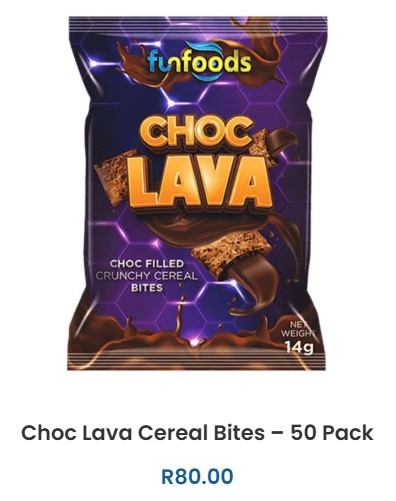 funfoods
CHOC
LAVA
CHOC FILLED
CRUNCHY CEREAL
BITES
NET
WEIGHT
14g
Choc Lava Cereal Bites – 50 Pack
R80.00